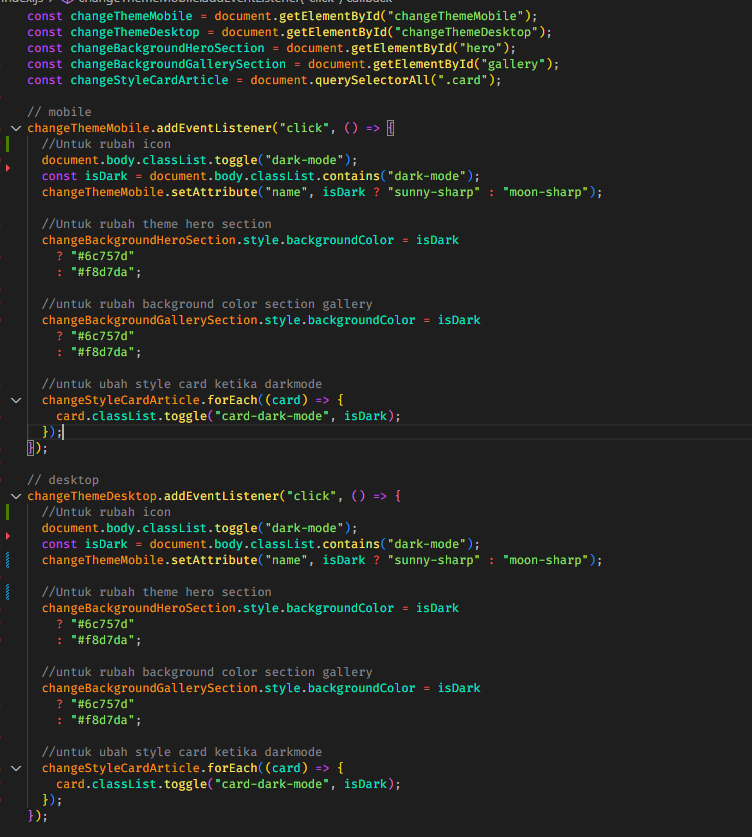 const changeThemeMobile = document.getElementById("changeThemeMobile");
const changeThemeDesktop = document.getElementById("changeThemeDesktop");
const changeBackgroundHeroSection = document.getElementById("hero");
const changeBackgroundGallerySection = document.getElementById("gallery");
const changeStyleCardArticle = document.querySelectorAll(".card");
// mobile
changeThemeMobile.addEventListener("click", () => {
//Untuk rubah icon
document.body.classList.toggle("dark-mode");
const isDark = document.body.classList.contains("dark-mode");
changeThemeMobile.setAttribute("name", isDark ? "sunny-sharp" : "moon-sharp");
//Untuk rubah theme hero section
changeBackgroundHeroSection.style.backgroundColor = isDark
? "#6c757d"
: "#f8d7da";
//untuk rubah background color section gallery
changeBackgroundGallerySection.style.backgroundColor = isDark
? "#6c757d"
: "#f8d7da";
//untuk ubah style card ketika darkmode
changeStyleCardArticle.forEach((card) => {
card.classList.toggle("card-dark-mode", isDark);
});
});
// desktop
changeThemeDesktop.addEventListener("click", () => {
//Untuk rubah icon
document.body.classList.toggle("dark-mode");
const isDark = document.body.classList.contains("dark-mode");
changeThemeMobile.setAttribute("name", isDark ? "sunny-sharp" : "moon-sharp");
//Untuk rubah theme hero section
changeBackgroundHeroSection.style.backgroundColor = isDark
? "#6c757d"
: "#f8d7da";
//untuk rubah background color section gallery
changeBackgroundGallerySection.style.backgroundColor = isDark
? "#6c757d"
: "#f8d7da";
//untuk ubah style card ketika darkmode
changeStyleCardArticle.forEach((card) => {
card.classList.toggle("card-dark-mode", isDark);
});
});